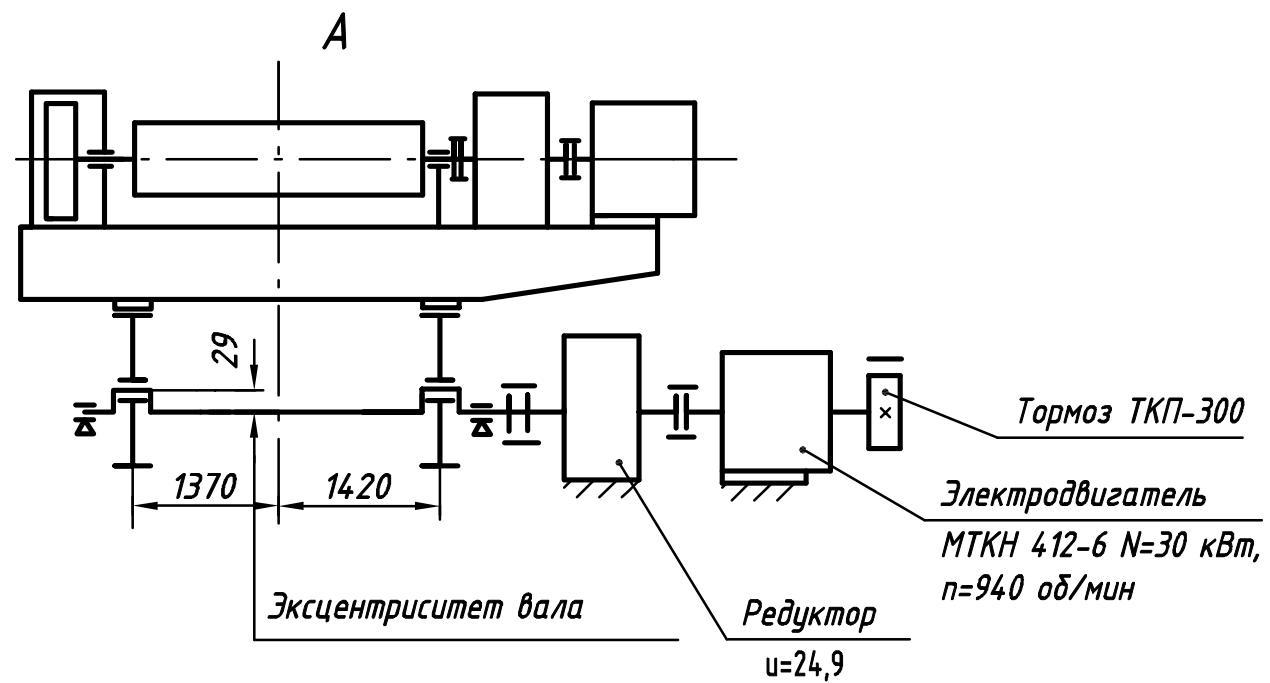 А
29
1370
1420
Тормоз ТКП-300
Электродвигатель
МТКН 412-6 N=30 кВт,
n=940 об/мин
Эксцентриситет вала
Редуктор
u=24,9